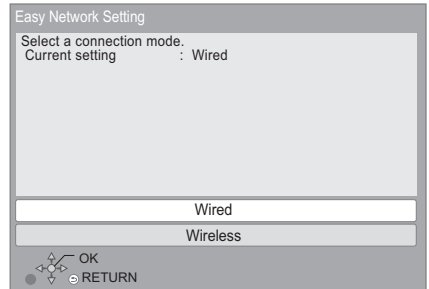 Easy Network Setting
Select a connection mode.
Current setting : Wired
Wired
Wireless
OK
RETURN